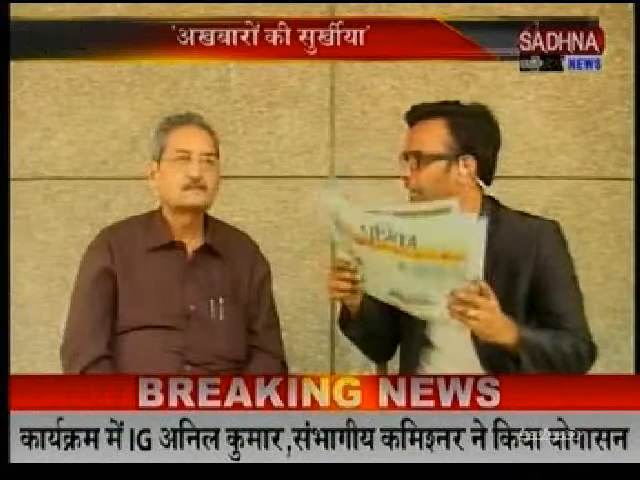 'अखबारों की सुर्खीया'
SADHNA
NEWS
BREAKING NEWS
कार्यक्रम में IG अनिल कुमार,संभागीय कमिश्नर ने किया योगासन